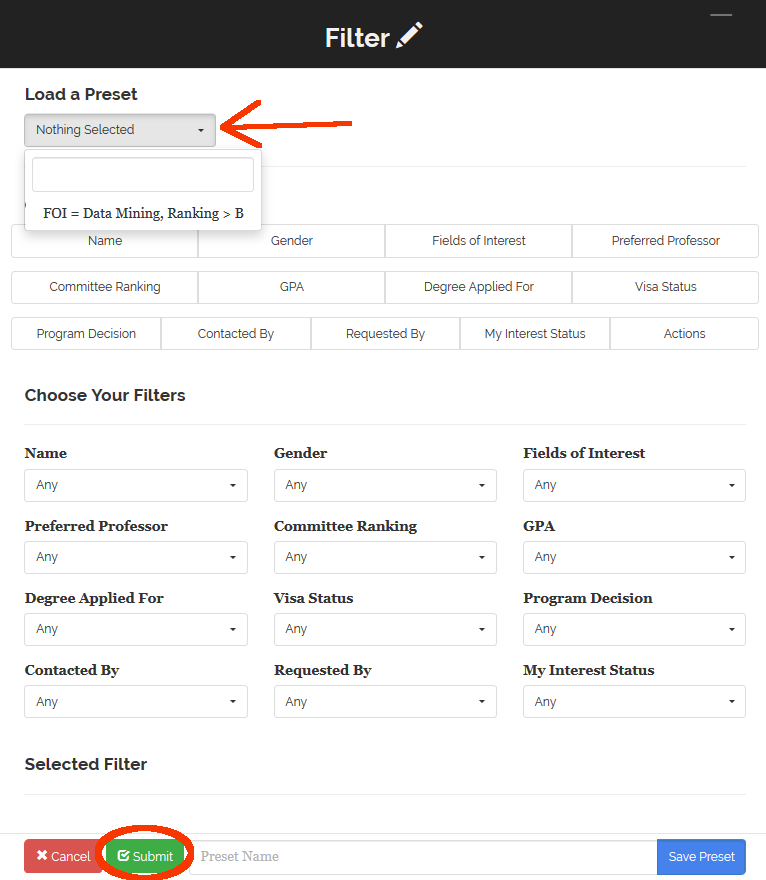 Filter
Load a Preset
Nothing Selected
FOI = Data Mining, Ranking > B
Name Gender Fields of Interest Preferred Professor
Committee Ranking GPA Degree Applied For Visa Status
Program Decision Contacted By Requested By My Interest Status Actions
Choose Your Filters
Name Gender Fields of Interest
Any Any Any
Preferred Professor Committee Ranking GPA
Any Any Any
Degree Applied For Visa Status Program Decision
Any Any Any
Contacted By Requested By My Interest Status
Any Any Any
Selected Filter
Cancel Submit Preset Name Save Preset